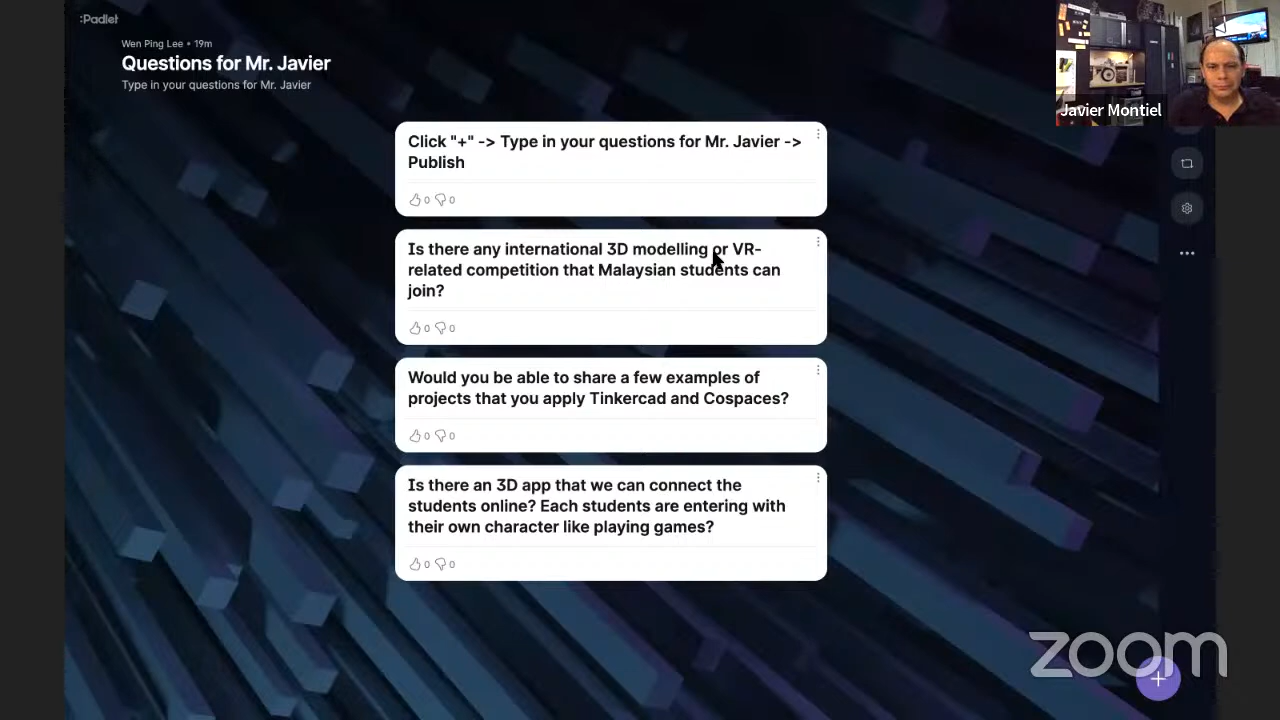 :Padlet
Wen Ping Lee • 19m
Questions for Mr. Javier
Type in your questions for Mr. Javier
Javier Montiel
Click "+" -> Type in your questions for Mr. Javier ->
Publish
0 0
Is there any international 3D modelling or VR-
related competition that Malaysian students can
join?
0 0
Would you be able to share a few examples of
projects that you apply Tinkercad and Cospaces?
0 0
Is there an 3D app that we can connect the
students online? Each students are entering with
their own character like playing games?
0 0
zoom